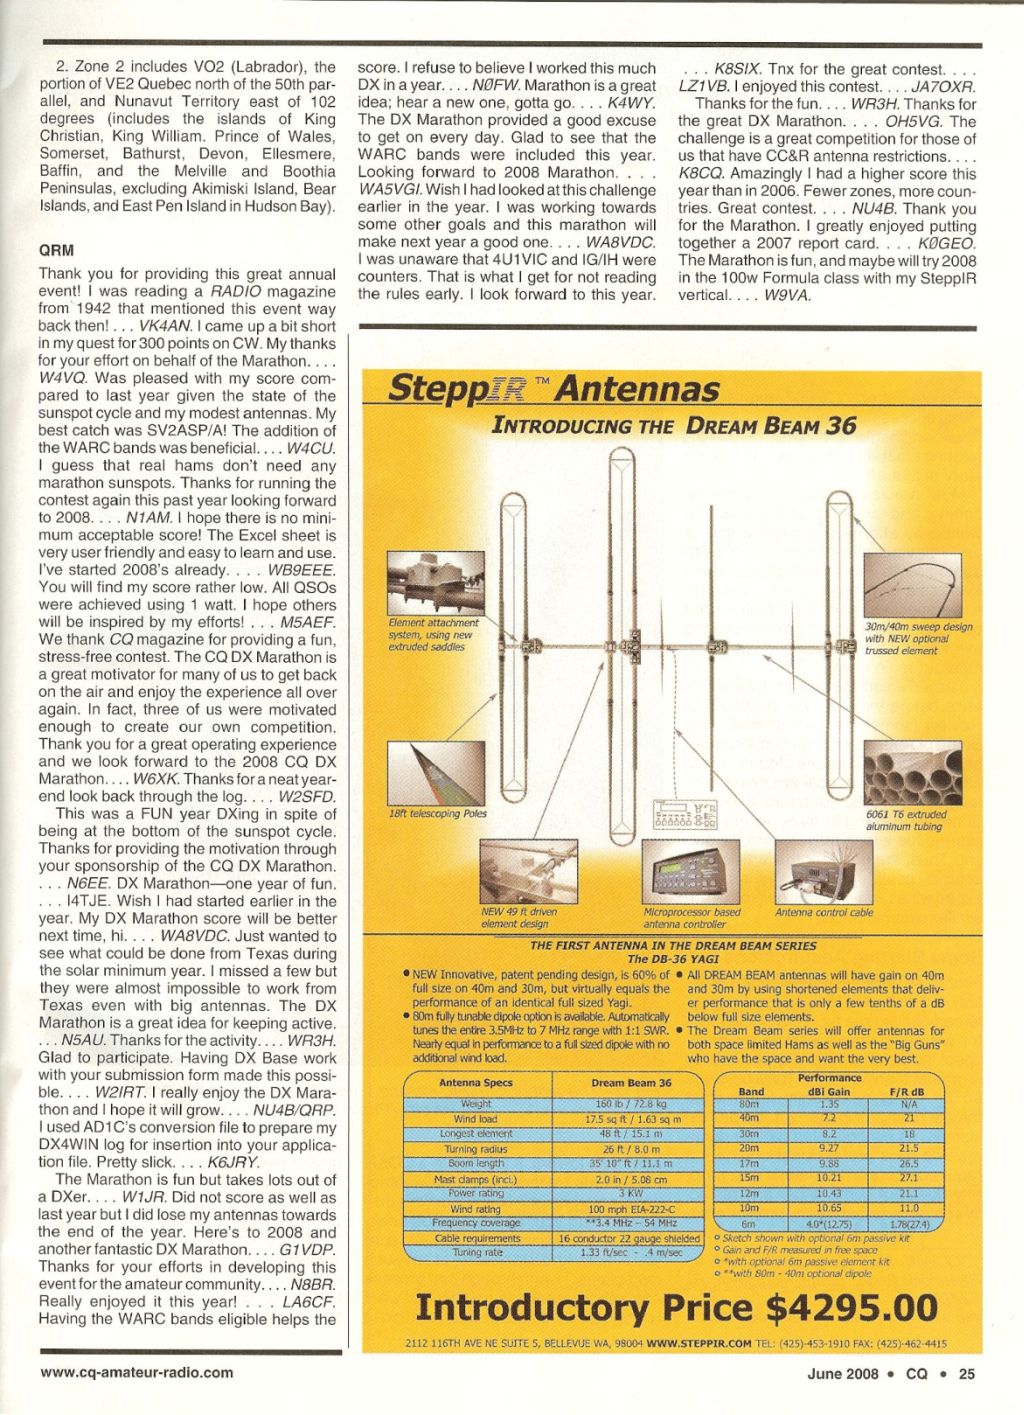 2. Zone 2 includes VO2 (Labrador), the
portion of VE2 Quebec north of the 50th par-
allel, and Nunavut Territory east of 102
degrees (includes the islands of King
Christian, King William. Prince of Wales,
Somerset, Bathurst, Devon, Ellesmere,
Baffin, and the Melville and Boothia
Peninsulas, excluding Akimiski Island, Bear
Islands, and East Pen Island in Hudson Bay).
QRM
Thank you for providing this great annual
event! I was reading a RADIO magazine
from 1942 that mentioned this event way
back then! . . . VK4AN. I came up a bit short
in my quest for 300 points on CW. My thanks
for your effort on behalf of the Marathon. . . .
W4VQ. Was pleased with my score com-
pared to last year given the state of the
sunspot cycle and my modest antennas. My
best catch was SV2ASP/A! The addition of
the WARC bands was beneficial. . . . W4CU.
I guess that real hams don't need any
marathon sunspots. Thanks for running the
contest again this past year looking forward
to 2008. . . . N1AM. I hope there is no mini-
mum acceptable score! The Excel sheet is
very user friendly and easy to learn and use.
I've started 2008's already. . . . WB9EEE.
You will find my score rather low. All QSOs
were achieved using 1 watt. I hope others
will be inspired by my efforts! . . . M5AEF.
We thank CQ magazine for providing a fun,
stress-free contest. The CQ DX Marathon is
a great motivator for many of us to get back
on the air and enjoy the experience all over
again. In fact, three of us were motivated
enough to create our own competition.
Thank you for a great operating experience
and we look forward to the 2008 CQ DX
Marathon. . . . W6XK. Thanks for a neat year-
end look back through the log. . . . W2SFD.
This was a FUN year DXing in spite of
being at the bottom of the sunspot cycle.
Thanks for providing the motivation through
your sponsorship of the CQ DX Marathon.
. . . N6EE. DX Marathon—one year of fun.
. . . I4TJE. Wish I had started earlier in the
year. My DX Marathon score will be better
next time, hi. . . . WA8VDC. Just wanted to
see what could be done from Texas during
the solar minimum year. I missed a few but
they were almost impossible to work from
Texas even with big antennas. The DX
Marathon is a great idea for keeping active.
. . . N5AU. Thanks for the activity. . . . WR3H.
Glad to participate. Having DX Base work
with your submission form made this possi-
ble. . . . W2IRT. I really enjoy the DX Mara-
thon and I hope it will grow. . . . NU4B/QRP.
I used AD1C's conversion file to prepare my
DX4WIN log for insertion into your applica-
tion file. Pretty slick. . . . K6JRY.
The Marathon is fun but takes lots out of
a DXer. . . . W1JR. Did not score as well as
last year but I did lose my antennas towards
the end of the year. Here's to 2008 and
another fantastic DX Marathon. . . . G1VDP.
Thanks for your efforts in developing this
event for the amateur community. . . . N8BR.
Really enjoyed it this year! . . . LA6CF.
Having the WARC bands eligible helps the
score. I refuse to believe I worked this much
DX in a year. . . . NØFW. Marathon is a great
idea; hear a new one, gotta go. . . . K4WY.
The DX Marathon provided a good excuse
to get on every day. Glad to see that the
WARC bands were included this year.
Looking forward to 2008 Marathon. . . .
WA5VGI. Wish I had looked at this challenge
earlier in the year. I was working towards
some other goals and this marathon will
make next year a good one. . . . WA8VDC.
I was unaware that 4U1VIC and IG/IH were
counters. That is what I get for not reading
the rules early. I look forward to this year.
. . . K8SIX. Tnx for the great contest. . . .
LZ1VB. I enjoyed this contest. . . . JA7OXR.
Thanks for the fun. . . . WR3H. Thanks for
the great DX Marathon. . . . OH5VG. The
challenge is a great competition for those of
us that have CC&R antenna restrictions. . . .
K8CQ. Amazingly I had a higher score this
year than in 2006. Fewer zones, more coun-
tries. Great contest. . . . NU4B. Thank you
for the Marathon. I greatly enjoyed putting
together a 2007 report card. . . . KØGEO.
The Marathon is fun, and maybe will try 2008
in the 100w Formula class with my SteppIR
vertical. . . . W9VA.
SteppIR™ Antennas
INTRODUCING THE DREAM BEAM 36
Element attachment
system, using new
extruded saddles
30m/40m sweep design
with NEW optional
trussed element
18ft telescoping Poles
6061 T6 extruded
aluminum tubing
NEW 49 ft driven
element design
Microprocessor based
antenna controller
Antenna control cable
THE FIRST ANTENNA IN THE DREAM BEAM SERIES
The DB-36 YAGI
• NEW Innovative, patent pending design, is 60% of
full size on 40m and 30m, but virtually equals the
performance of an identical full sized Yagi.
• 80m fully tunable dipole option is available. Automatically
tunes the entire 3.5MHz to 7 MHz range with 1:1 SWR.
Nearly equal in performance to a full sized dipole with no
additional wind load.
• All DREAM BEAM antennas will have gain on 40m
and 30m by using shortened elements that deliv-
er performance that is only a few tenths of a dB
below full size elements.
• The Dream Beam series will offer antennas for
both space limited Hams as well as the "Big Guns"
who have the space and want the very best.
Antenna Specs Dream Beam 36
Weight 160 lb / 72.8 kg
Wind load 17.5 sq ft / 1.63 sq m
Longest element 48 ft / 15.1 m
Turning radius 26 ft / 8.0 m
Boom length 35' 10" ft / 11.1 m
Mast clamps (incl.) 2.0 in / 5.08 cm
Power rating 3 KW
Wind rating 100 mph EIA-222-C
Frequency coverage **3.4 MHz – 54 MHz
Cable requirements 16 conductor 22 gauge shielded
Tuning rate 1.33 ft/sec - .4 m/sec
Performance
Band dBi Gain F/R dB
80m 1.35 N/A
40m 7.2 21
30m 8.2 18
20m 9.27 21.5
17m 9.88 26.5
15m 10.21 27.1
12m 10.43 21.1
10m 10.65 11.0
6m 4.0*(12.75) 1.78(27.4)
o Sketch shown with optional 6m passive kit
o Gain and F/R measured in free space
o *with optional 6m passive element kit
o **with 80m - 40m optional dipole
Introductory Price $4295.00
2112 116TH AVE NE SUITE 5, BELLEVUE WA, 98004 WWW.STEPPIR.COM TEL: (425)-453-1910 FAX: (425)-462-4415
www.cq-amateur-radio.com
June 2008 • CQ • 25